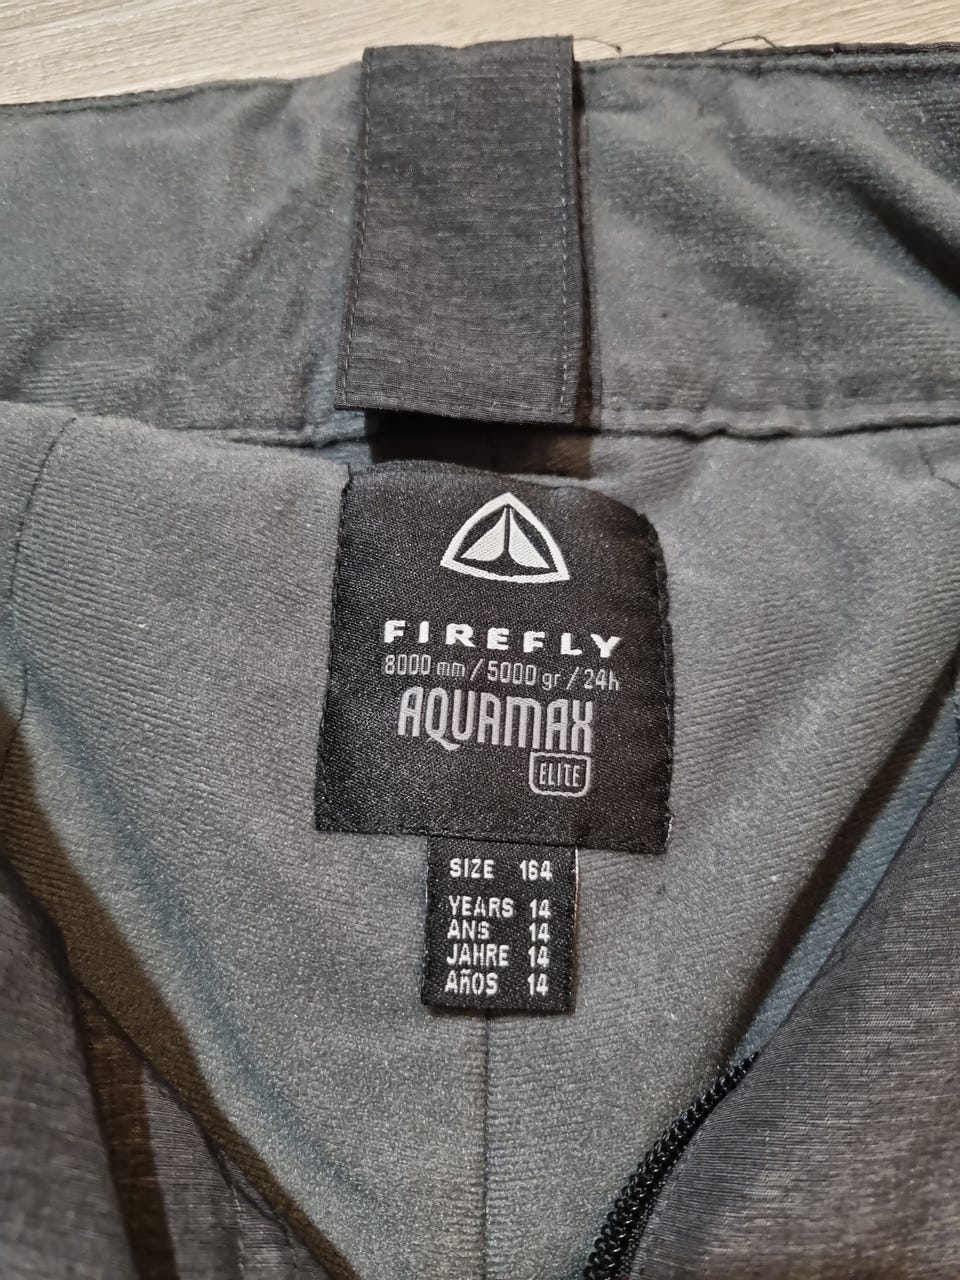 FIREFLY
8000 mm / 5000 gr / 24h
AQUAMAX
ELITE
SIZE 164
YEARS 14
ANS 14
JAHRE 14
AÑOS 14